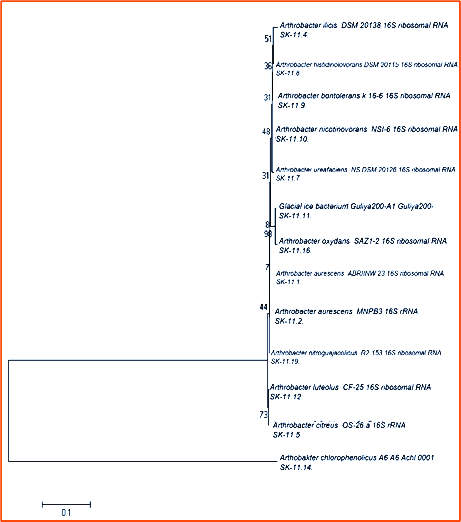 Arthrobacter ilicis DSM 20138 16S ribosomal RNA
SK-11.4.
51
36
Arthrobacter histidinolovorans DSM 20115 16S ribosomal RNA
SK-11.8.
31
Arthrobacter bontolerans k 16-6 16S ribosomal RNA
SK-11.9.
48
Arthrobacter nicotinovorans NSI-6 16S ribosomal RNA
SK-11.10.
31
Arthrobacter ureafaciens NS DSM 20126 16S ribosomal RNA
SK-11.7.
Glacial ice bacterium Guliya200-A1 Guliya200-
SK-11.11.
8
98
Arthrobacter oxydans SAZ1-2 16S ribosomal RNA
SK-11.16.
7
Arthrobacter aurescens ABRIINW 23 16S ribosomal RNA
SK-11.1.
44
Arthrobacter aurescens MNPB3 16S rRNA
SK-11.2.
Arthrobacter nitroguajacolicus R2 153 16S ribosomal RNA
SK-11.19.
Arthrobacter luteolus CF-25 16S ribosomal RNA
SK-11.12
73
Arthrobacter citreus OS-26.a 16S rRNA
SK-11.5.
Arthrobakter chlorophenolicus A6 A6 Achl 0001
SK-11.14.
0.1